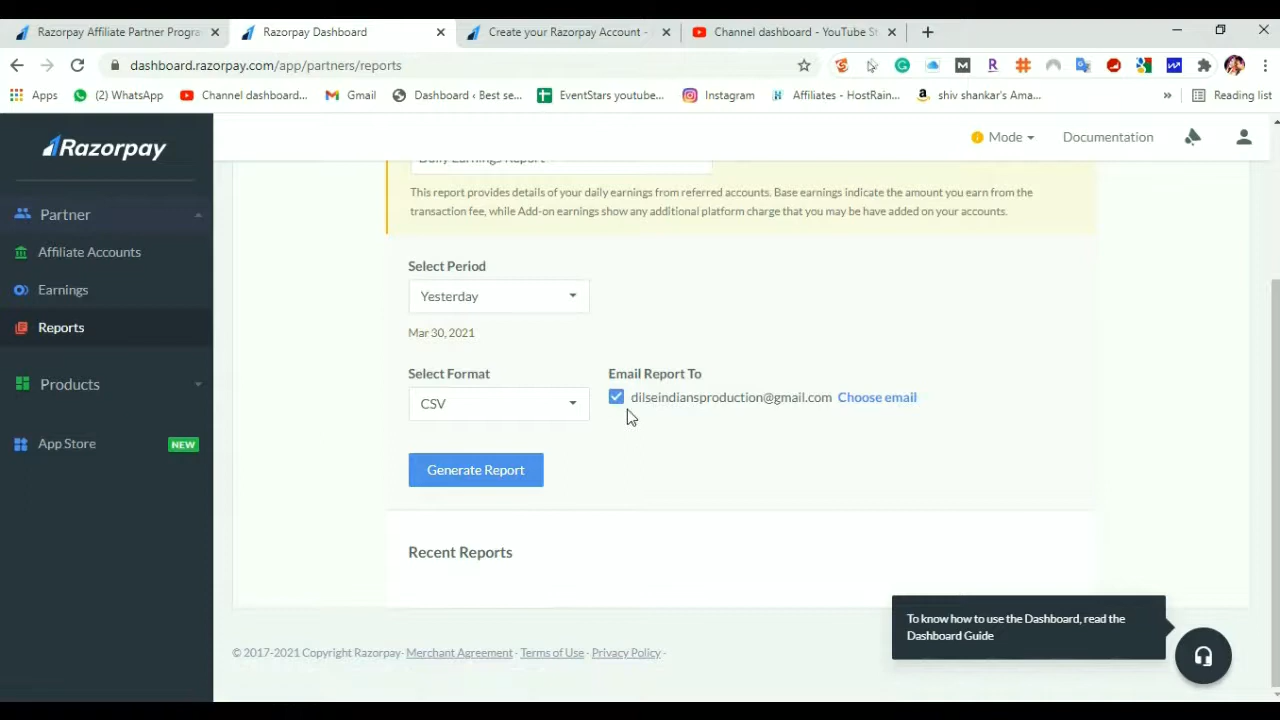 Razorpay Affiliate Partner Progra
Razorpay Dashboard
Create your Razorpay Account -
Channel dashboard - YouTube St
dashboard.razorpay.com/app/partners/reports
Apps
(2) WhatsApp
Channel dashboard...
Gmail
Dashboard ‹ Best se...
EventStars youtube...
Instagram
Affiliates - HostRain...
shiv shankar's Ama...
»
Reading list
Razorpay
Mode
Documentation
Partner
Affiliate Accounts
Earnings
Reports
Products
App Store
NEW
Daily Earnings Report
This report provides details of your daily earnings from referred accounts. Base earnings indicate the amount you earn from the
transaction fee, while Add-on earnings show any additional platform charge that you may be have added on your accounts.
Select Period
Yesterday
Mar 30, 2021
Select Format
Email Report To
CSV
dilseindiansproduction@gmail.com Choose email
Generate Report
Recent Reports
To know how to use the Dashboard, read the
Dashboard Guide
© 2017-2021 Copyright Razorpay· Merchant Agreement · Terms of Use · Privacy Policy ·